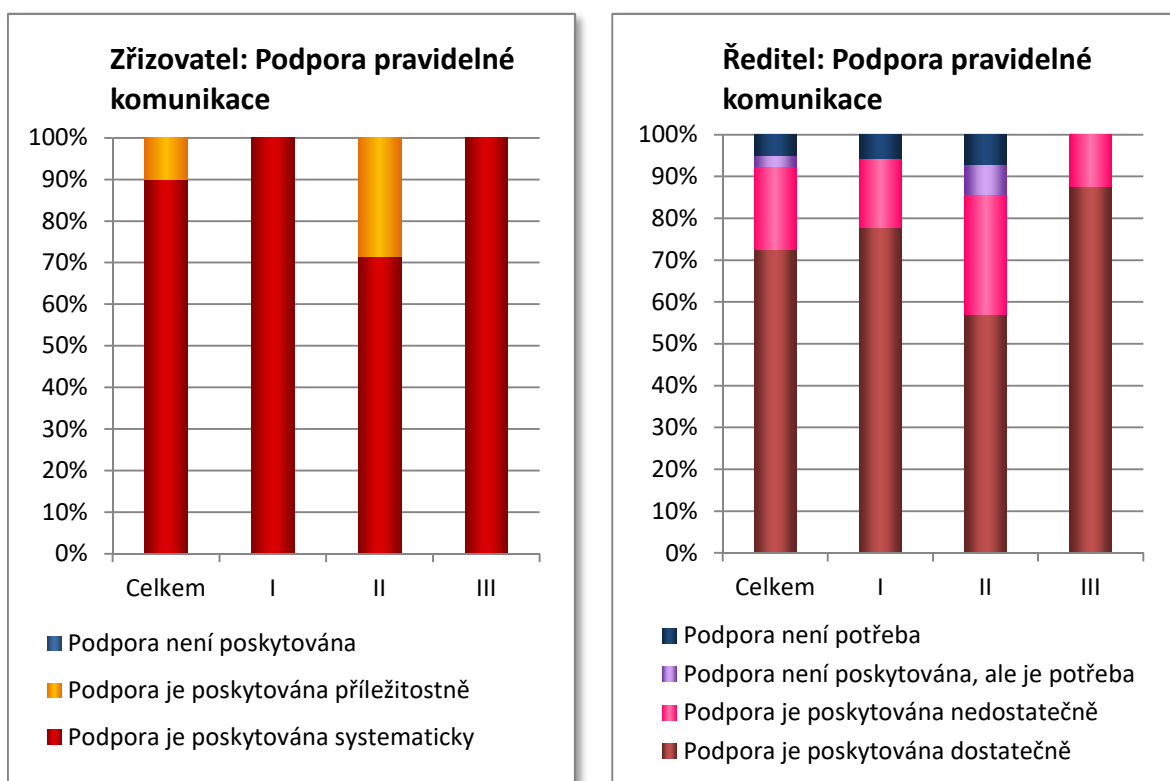 Zřizovatel: Podpora pravidelné
komunikace
100%
90%
80%
70%
60%
50%
40%
30%
20%
10%
0%
Celkem
I
II
III
Podpora není poskytována
Podpora je poskytována příležitostně
Podpora je poskytována systematicky
Ředitel: Podpora pravidelné
komunikace
100%
90%
80%
70%
60%
50%
40%
30%
20%
10%
0%
Celkem
I
II
III
Podpora není potřeba
Podpora není poskytována, ale je potřeba
Podpora je poskytována nedostatečně
Podpora je poskytována dostatečně